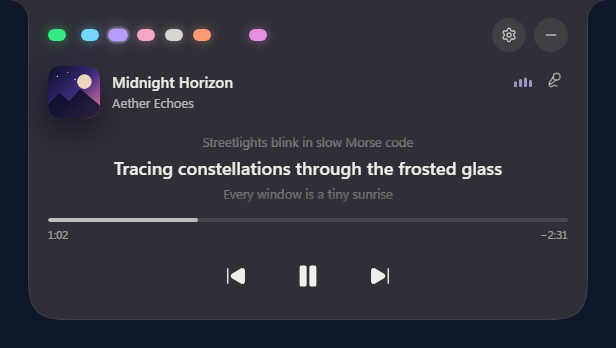 Midnight Horizon
Aether Echoes
Streetlights blink in slow Morse code
Tracing constellations through the frosted glass
Every window is a tiny sunrise
1:02
−2:31